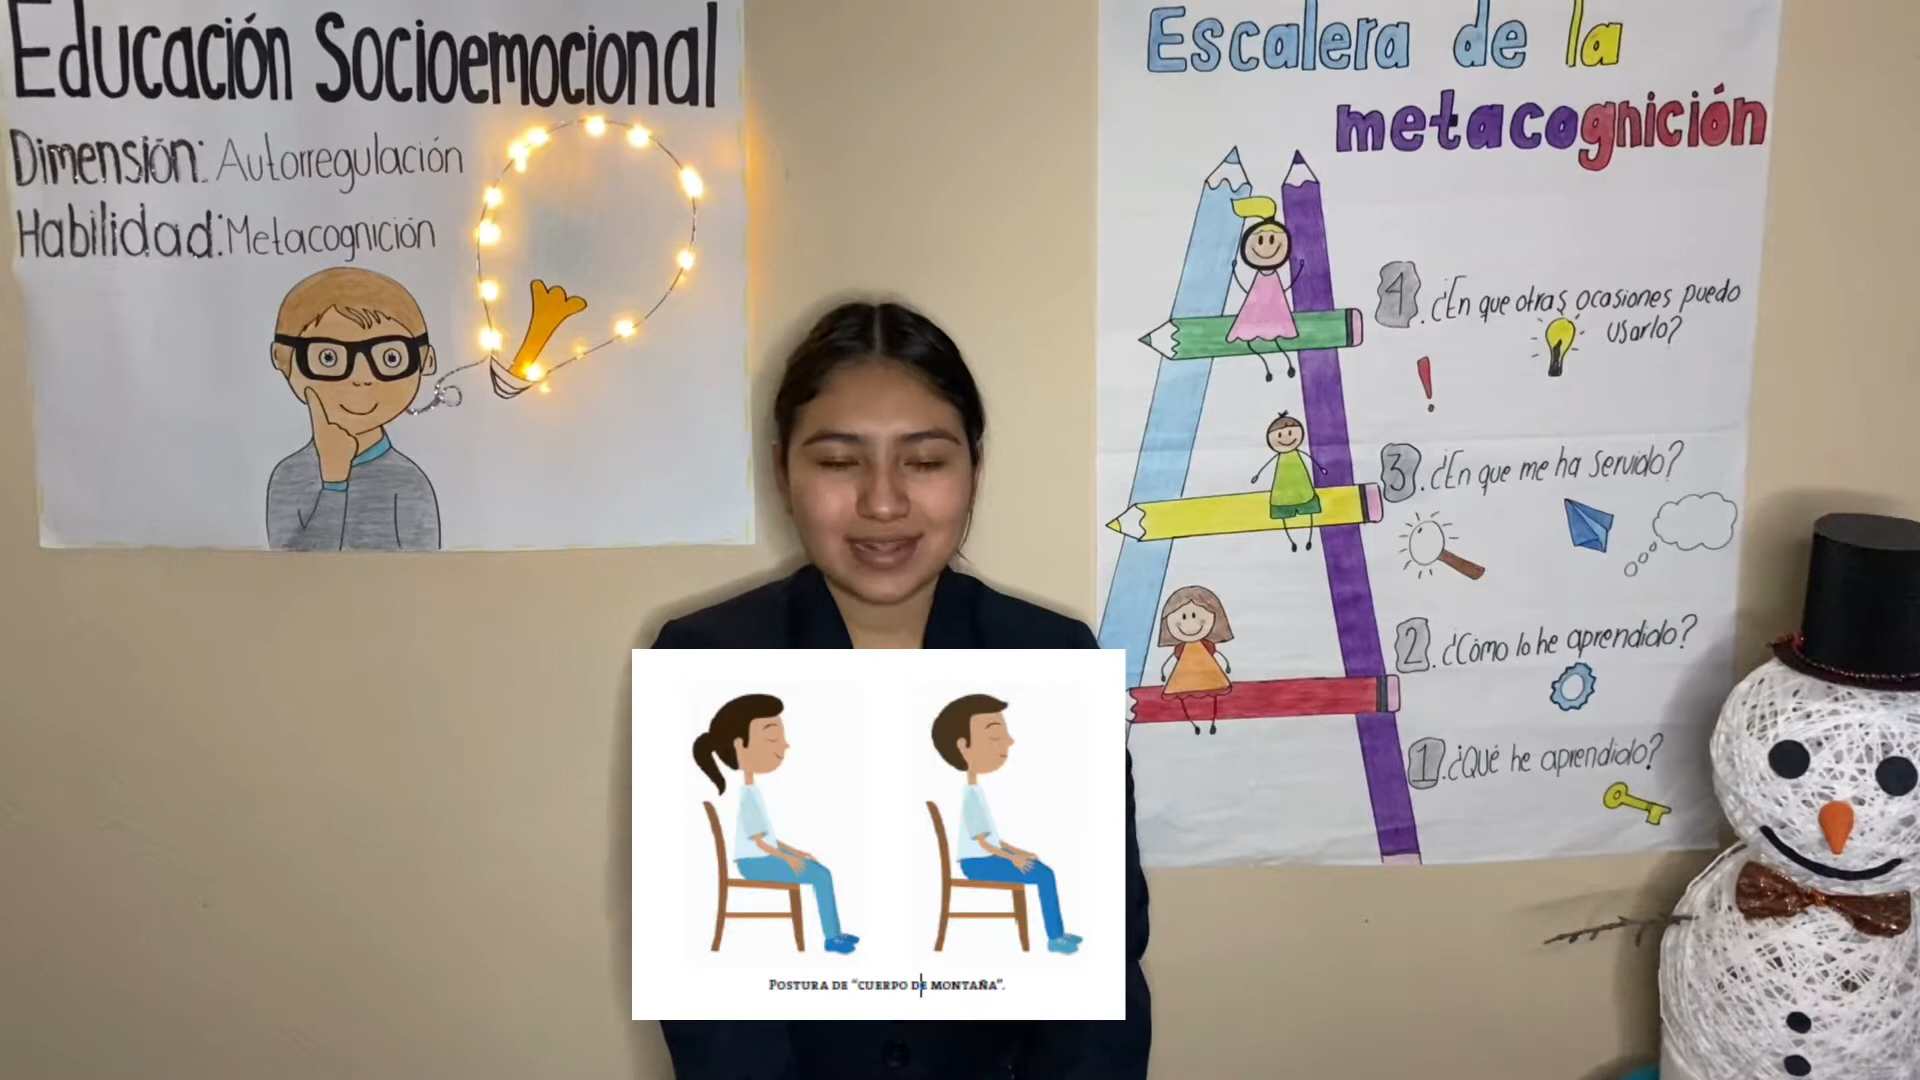 Educación Socioemocional
Dimensión: Autorregulación
Habilidad: Metacognición
Escalera de la
metacognición
4. ¿En que otras ocasiones puedo
usarlo?
3. ¿En que me ha servido?
2. ¿Cómo lo he aprendido?
1. ¿Qué he aprendido?
POSTURA DE "CUERPO DE MONTAÑA".